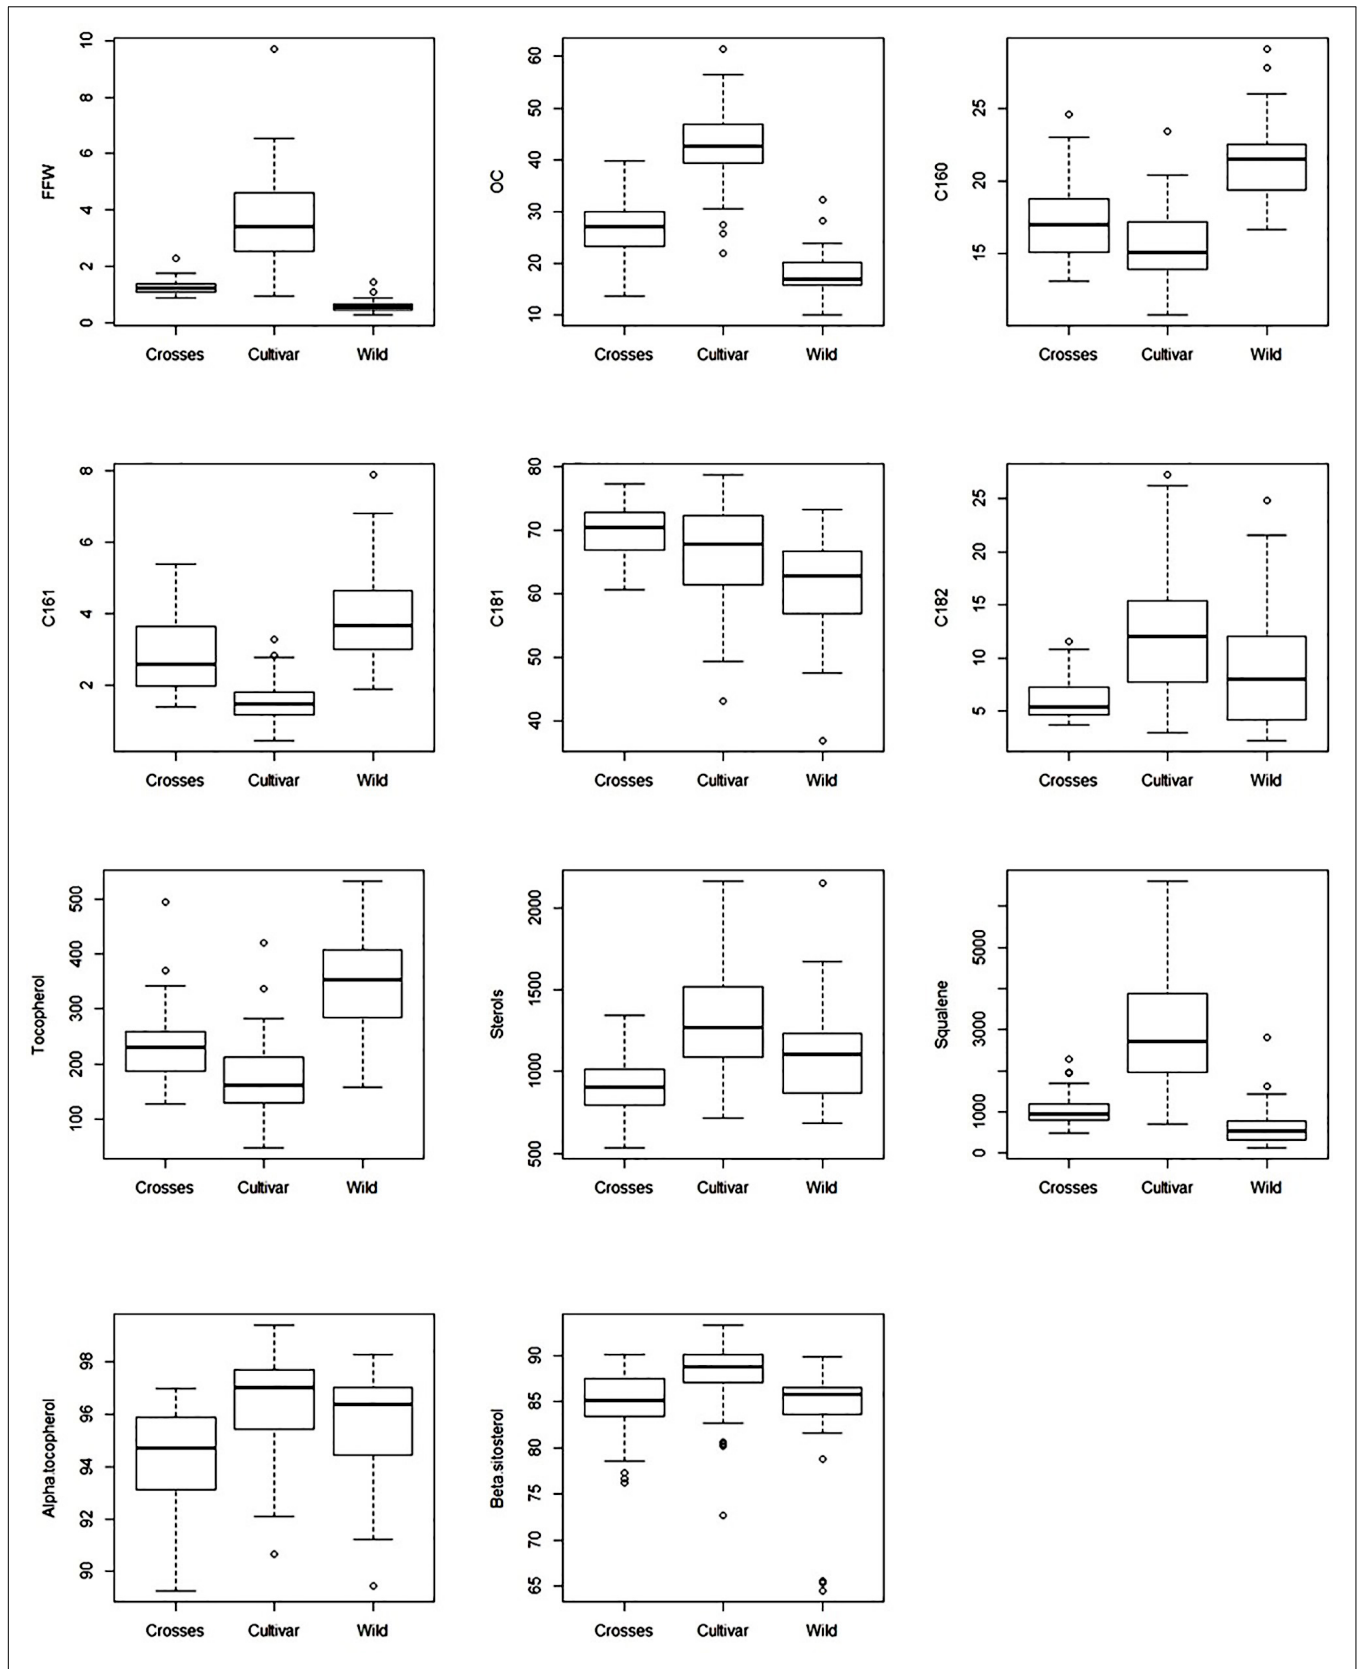 FFW
10
8
6
4
2
0
Crosses Cultivar Wild
OC
60
50
40
30
20
10
Crosses Cultivar Wild
C160
25
20
15
Crosses Cultivar Wild
C161
8
6
4
2
Crosses Cultivar Wild
C181
80
70
60
50
40
Crosses Cultivar Wild
C182
25
20
15
10
5
Crosses Cultivar Wild
Tocopherol
500
400
300
200
100
Crosses Cultivar Wild
Sterols
2000
1500
1000
500
Crosses Cultivar Wild
Squalene
5000
3000
1000
0
Crosses Cultivar Wild
Alpha.tocopherol
98
96
94
92
90
Crosses Cultivar Wild
Beta.sitosterol
90
85
80
75
70
65
Crosses Cultivar Wild